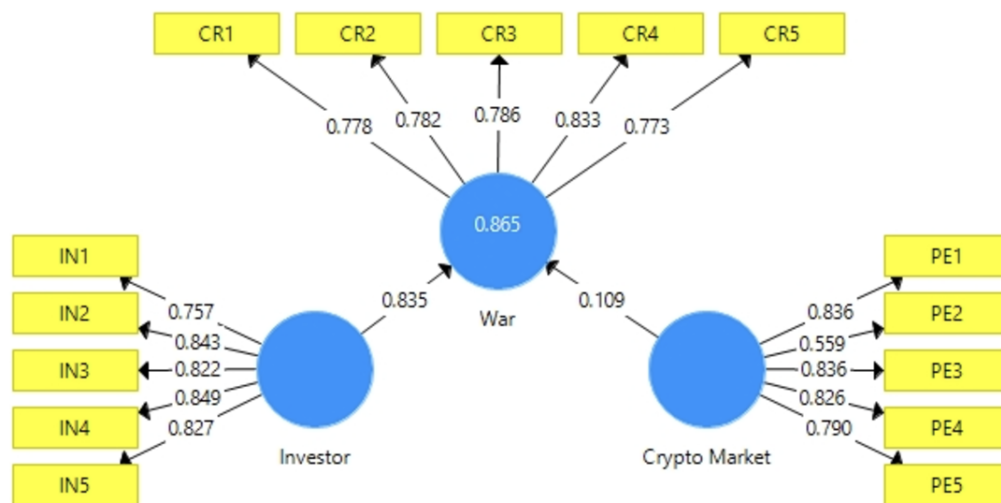 CR1 CR2 CR3 CR4 CR5
0.778 0.782 0.786 0.833 0.773
0.865
War
IN1
IN2
IN3
IN4
IN5
0.757
0.843
0.822
0.849
0.827
0.835
Investor
0.109
Crypto Market
0.836
0.559
0.836
0.826
0.790
PE1
PE2
PE3
PE4
PE5